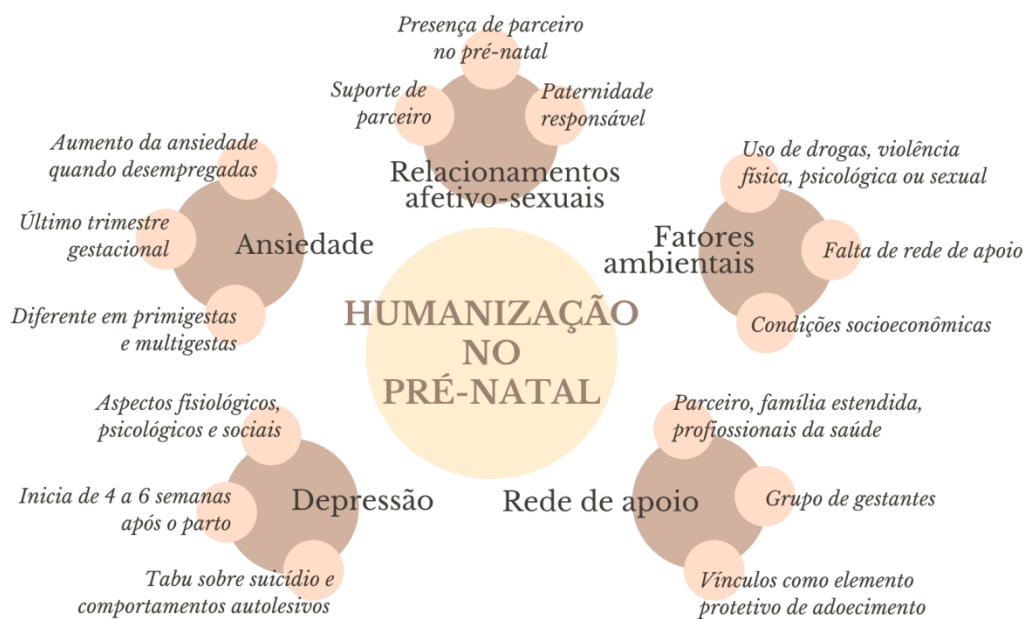 Presença de parceiro
no pré-natal
Suporte de
parceiro
Paternidade
responsável
Relacionamentos
afetivo-sexuais
Aumento da ansiedade
quando desempregadas
Último trimestre
gestacional
Ansiedade
Diferente em primigestas
e multigestas
Uso de drogas, violência
física, psicológica ou sexual
Fatores
ambientais
Falta de rede de apoio
Condições socioeconômicas
HUMANIZAÇÃO
NO
PRÉ-NATAL
Aspectos fisiológicos,
psicológicos e sociais
Inicia de 4 a 6 semanas
após o parto
Depressão
Tabu sobre suicídio e
comportamentos autolesivos
Parceiro, família estendida,
profiossionais da saúde
Rede de apoio
Grupo de gestantes
Vínculos como elemento
protetivo de adoecimento